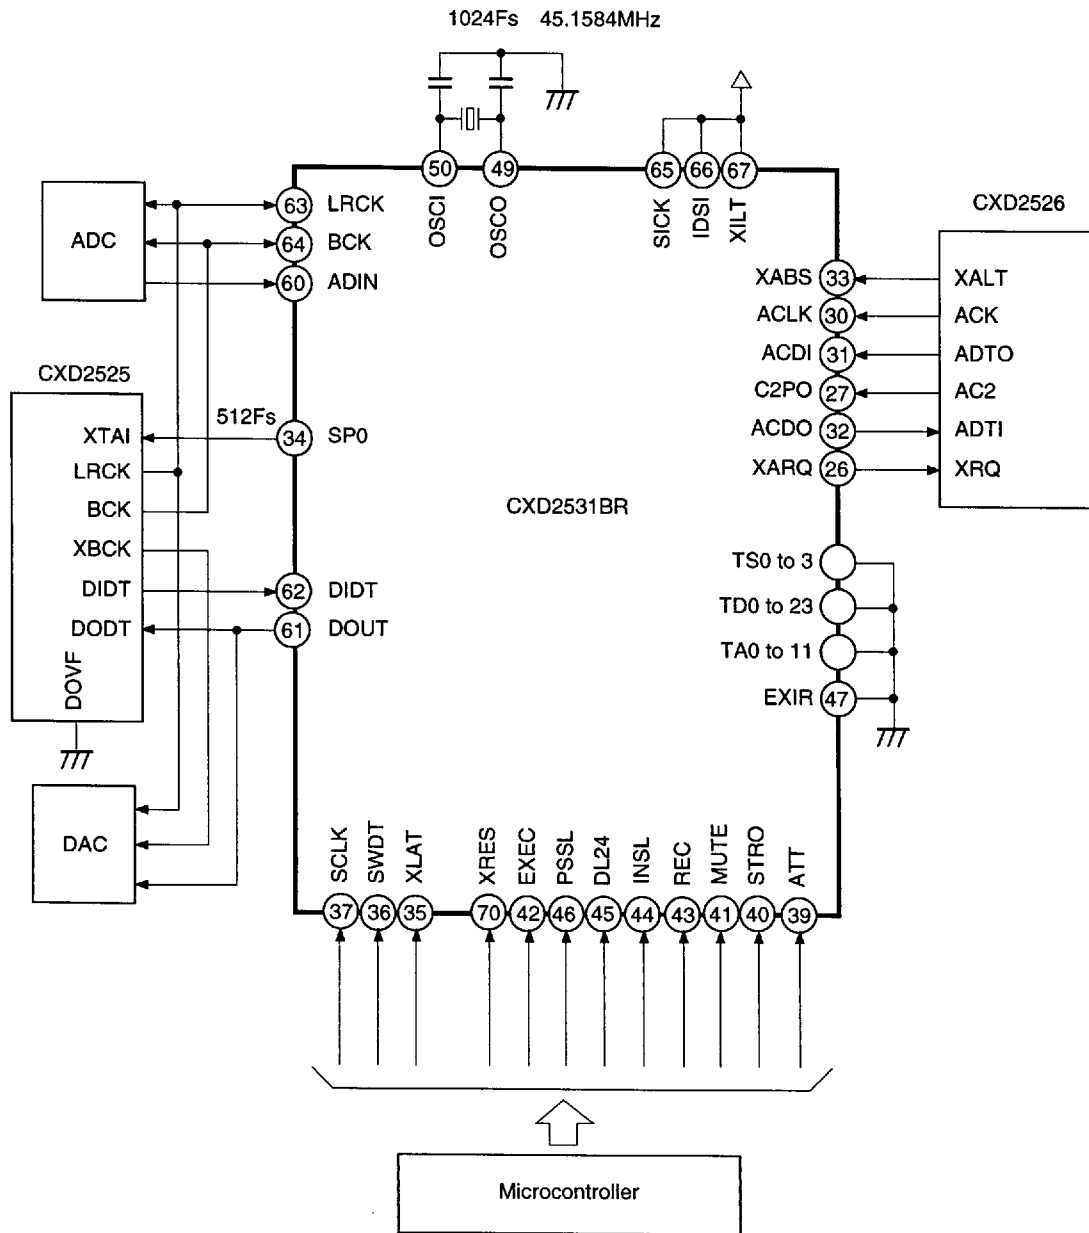 1024Fs 45.1584MHz
50 49 65 66 67
OSCI OSCO SICK IDSI XILT
ADC
63 LRCK
64 BCK
60 ADIN
CXD2526
XABS 33 XALT
ACLK 30 ACK
ACDI 31 ADTO
C2PO 27 AC2
ACDO 32 ADTI
XARQ 26 XRQ
CXD2525
512Fs
XTAI 34 SP0
LRCK
BCK
XBCK
DIDT 62 DIDT
DODT 61 DOUT
DOVF
CXD2531BR
TS0 to 3
TD0 to 23
TA0 to 11
EXIR 47
DAC
SCLK SWDT XLAT XRES EXEC PSSL DL24 INSL REC MUTE STRO ATT
37 36 35 70 42 46 45 44 43 41 40 39
Microcontroller